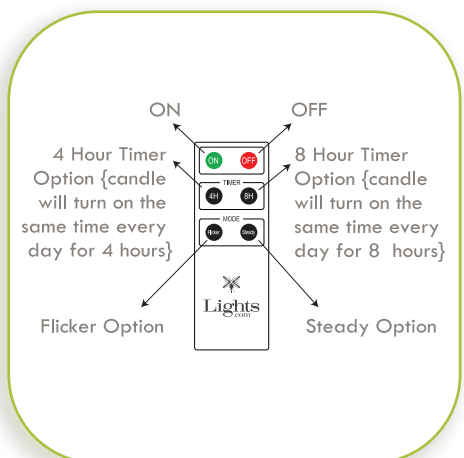 ON
OFF
4 Hour Timer
Option {candle
will turn on the
same time every
day for 4 hours}
8 Hour Timer
Option {candle
will turn on the
same time every
day for 8 hours}
ON
OFF
TIMER
4H
8H
MODE
Flicker
Steady
Lights
.com
Flicker Option
Steady Option